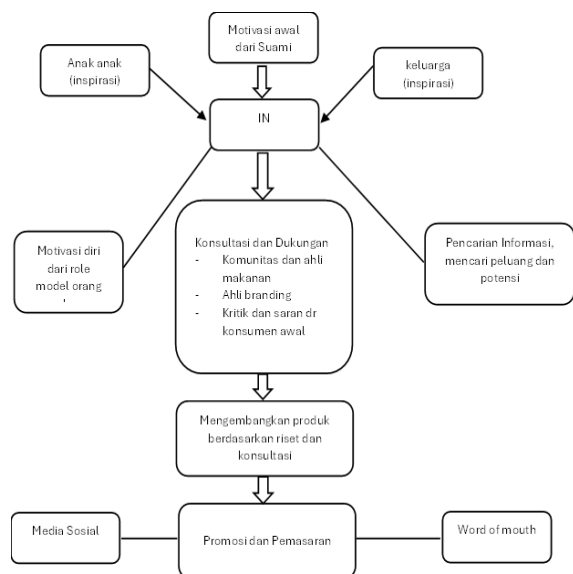 Motivasi awal
dari Suami
Anak anak
(inspirasi)
keluarga
(inspirasi)
IN
Konsultasi dan Dukungan
- Komunitas dan ahli
makanan
- Ahli branding
- Kritik dan saran dr
konsumen awal
Motivasi diri
dari role
model orang
Pencarian Informasi,
mencari peluang dan
potensi
Mengembangkan produk
berdasarkan riset dan
konsultasi
Media Sosial
Promosi dan Pemasaran
Word of mouth